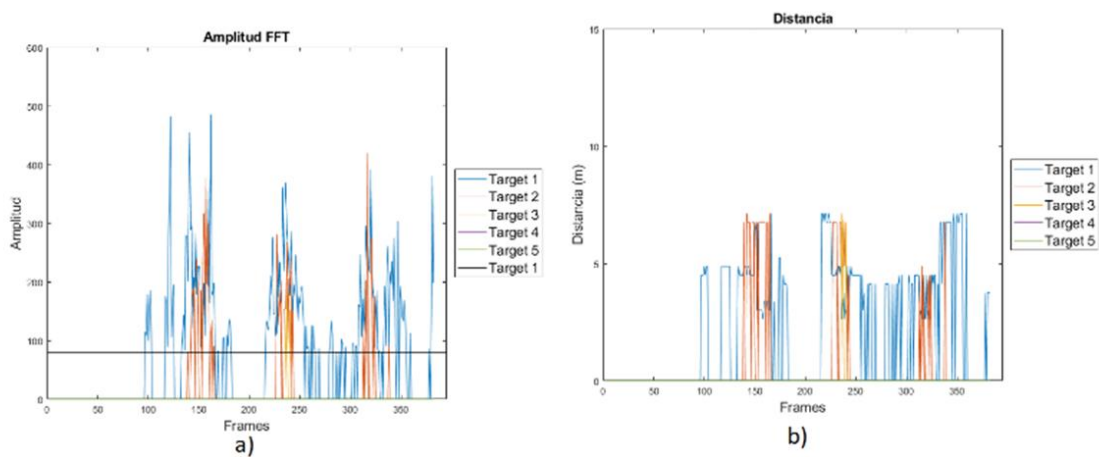 Amplitud FFT
600
500
400
300
200
100
0
Amplitud
0 50 100 150 200 250 300 350
Frames
Target 1
Target 2
Target 3
Target 4
Target 5
Target 1
a)
Distancia
15
10
5
0
Distancia (m)
0 50 100 150 200 250 300 350
Frames
Target 1
Target 2
Target 3
Target 4
Target 5
b)